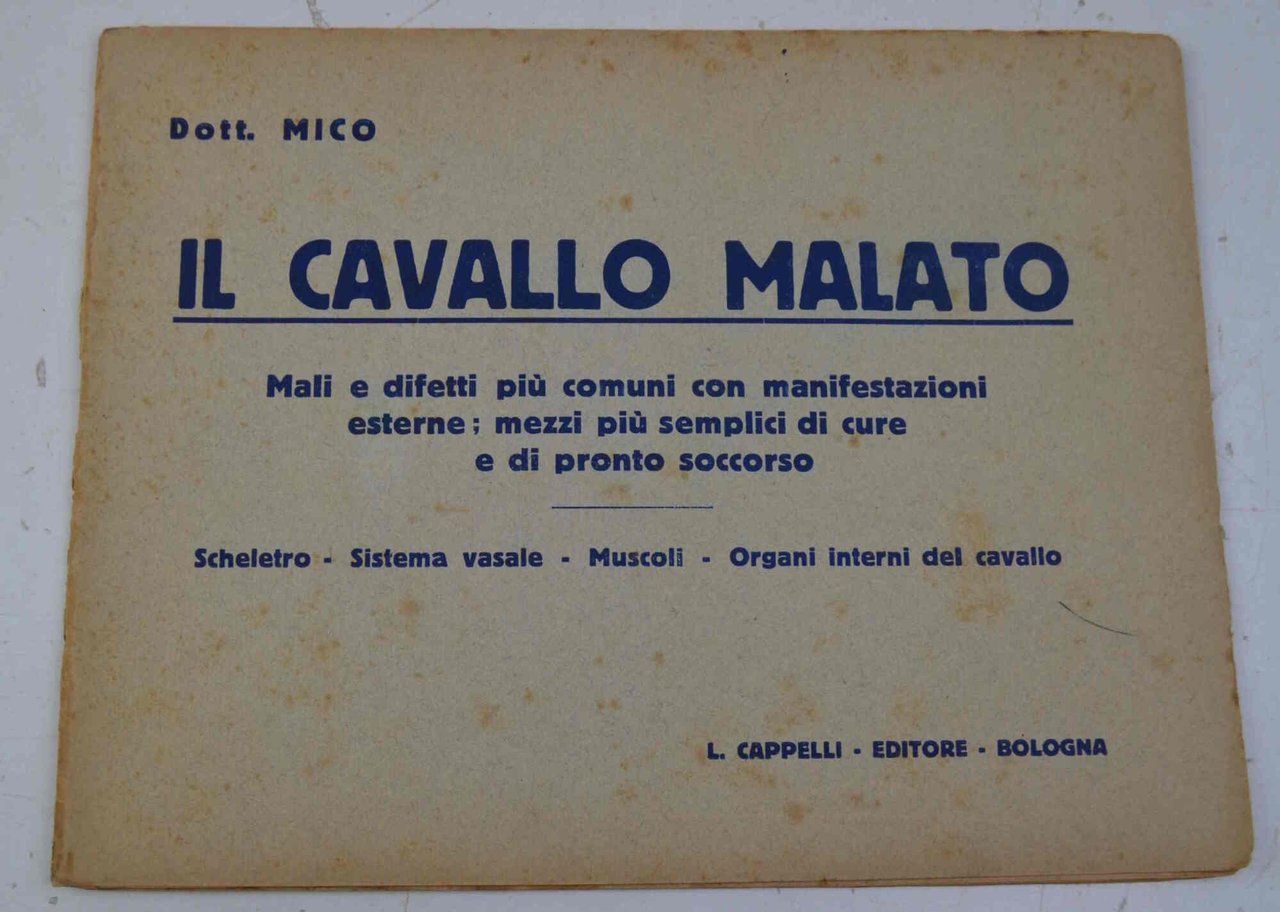 Dott. MICO
IL CAVALLO MALATO
Mali e difetti più comuni con manifestazioni
esterne; mezzi più semplici di cure
e di pronto soccorso
Scheletro - Sistema vasale - Muscoli - Organi interni del cavallo
L. CAPPELLI - EDITORE - BOLOGNA